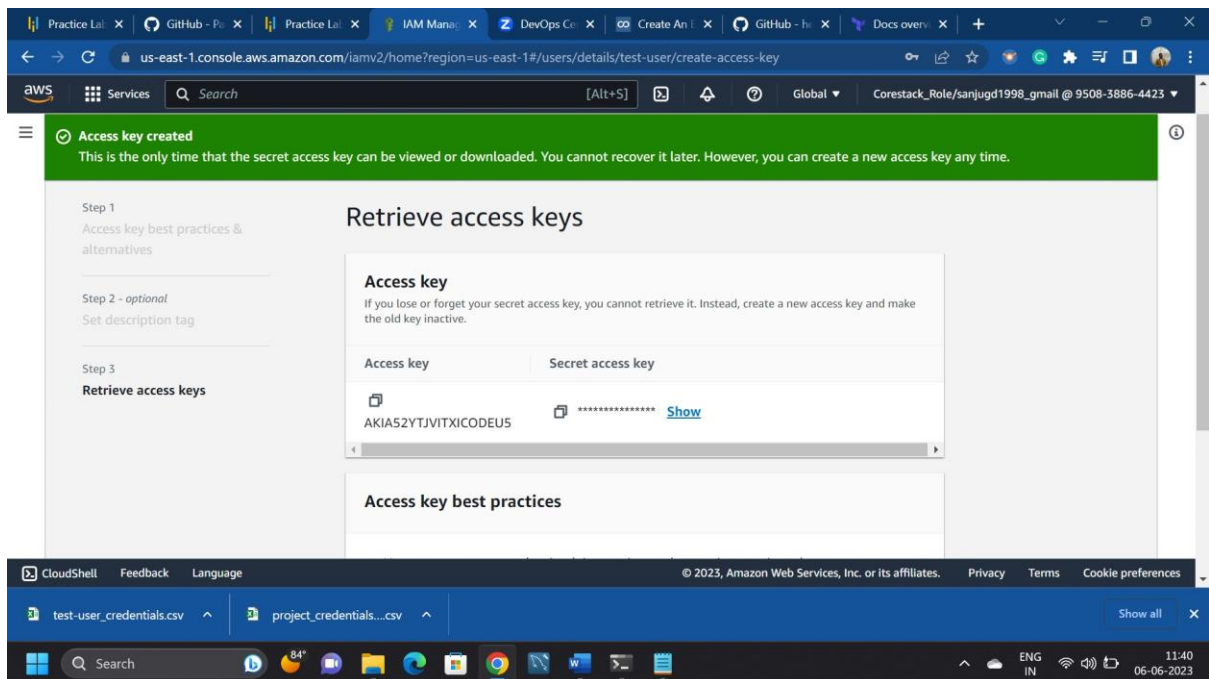 Practice Lal
GitHub - Pa
Practice Lal
IAM Manag
DevOps Ce
Create An E
GitHub - he
Docs overv
us-east-1.console.aws.amazon.com/iamv2/home?region=us-east-1#/users/details/test-user/create-access-key
aws
Services
Search
[Alt+S]
Global
Corestack_Role/sanjugd1998_gmail @ 9508-3886-4423
Access key created
This is the only time that the secret access key can be viewed or downloaded. You cannot recover it later. However, you can create a new access key any time.
Step 1
Access key best practices &
alternatives
Step 2 - optional
Set description tag
Step 3
Retrieve access keys
Retrieve access keys
Access key
If you lose or forget your secret access key, you cannot retrieve it. Instead, create a new access key and make
the old key inactive.
Access key
Secret access key
AKIA52YTJVITXICODEU5
*************** Show
Access key best practices
CloudShell
Feedback
Language
© 2023, Amazon Web Services, Inc. or its affiliates.
Privacy
Terms
Cookie preferences
test-user_credentials.csv
project_credentials....csv
Show all
Search
84°
ENG
IN
11:40
06-06-2023